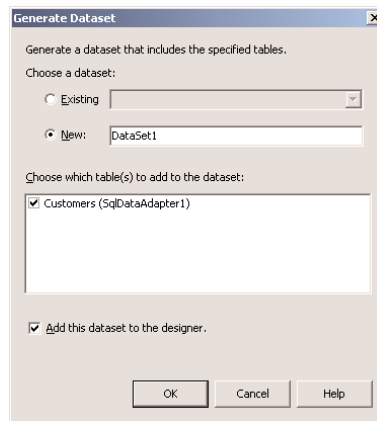 Generate Dataset
Generate a dataset that includes the specified tables.
Choose a dataset:
Existing
New: DataSet1
Choose which table(s) to add to the dataset:
Customers (SqlDataAdapter1)
Add this dataset to the designer.
OK Cancel Help